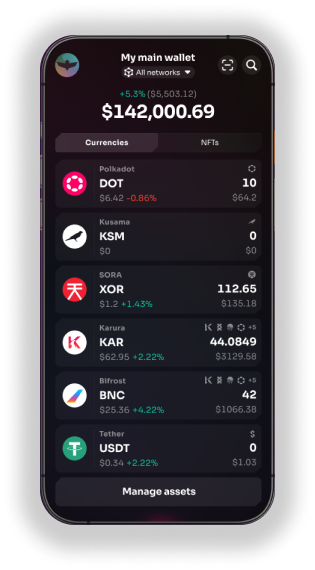 My main wallet
All networks
+5.3% ($5,503.12)
$142,000.69
Currencies NFTs
Polkadot
DOT 10
$6.42 -0.86% $64.2
Kusama
KSM 0
$0 $0
SORA
XOR 112.65
$1.2 +1.43% $135.18
Karura +5
KAR 44.0849
$62.95 +2.22% $3129.58
Bifrost +5
BNC 42
$25.36 +4.22% $1066.38
Tether $
USDT 0
$0.34 +2.22% $1.03
Manage assets